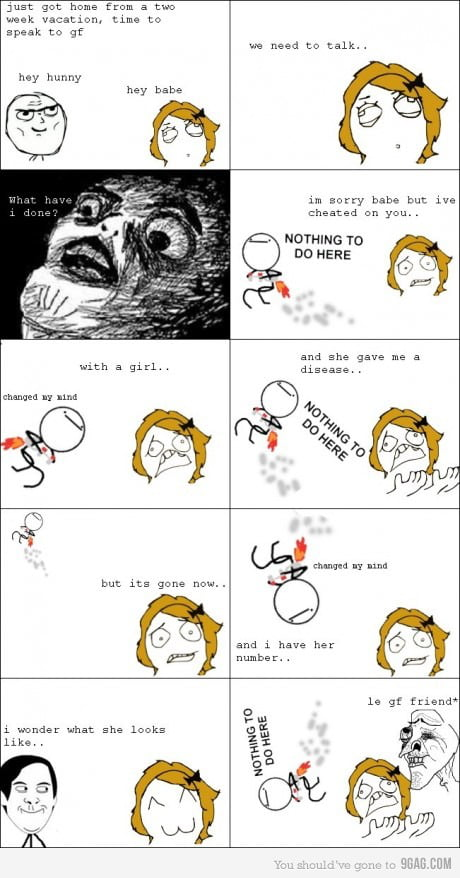 just got home from a two
week vacation, time to
speak to gf
hey hunny
hey babe
we need to talk..
What have
i done?
im sorry babe but ive
cheated on you..
NOTHING TO
DO HERE
with a girl..
changed my mind
and she gave me a
disease..
NOTHING TO
DO HERE
but its gone now..
changed my mind
and i have her
number..
i wonder what she looks
like..
le gf friend*
NOTHING TO
DO HERE
You should've gone to 9GAG.COM